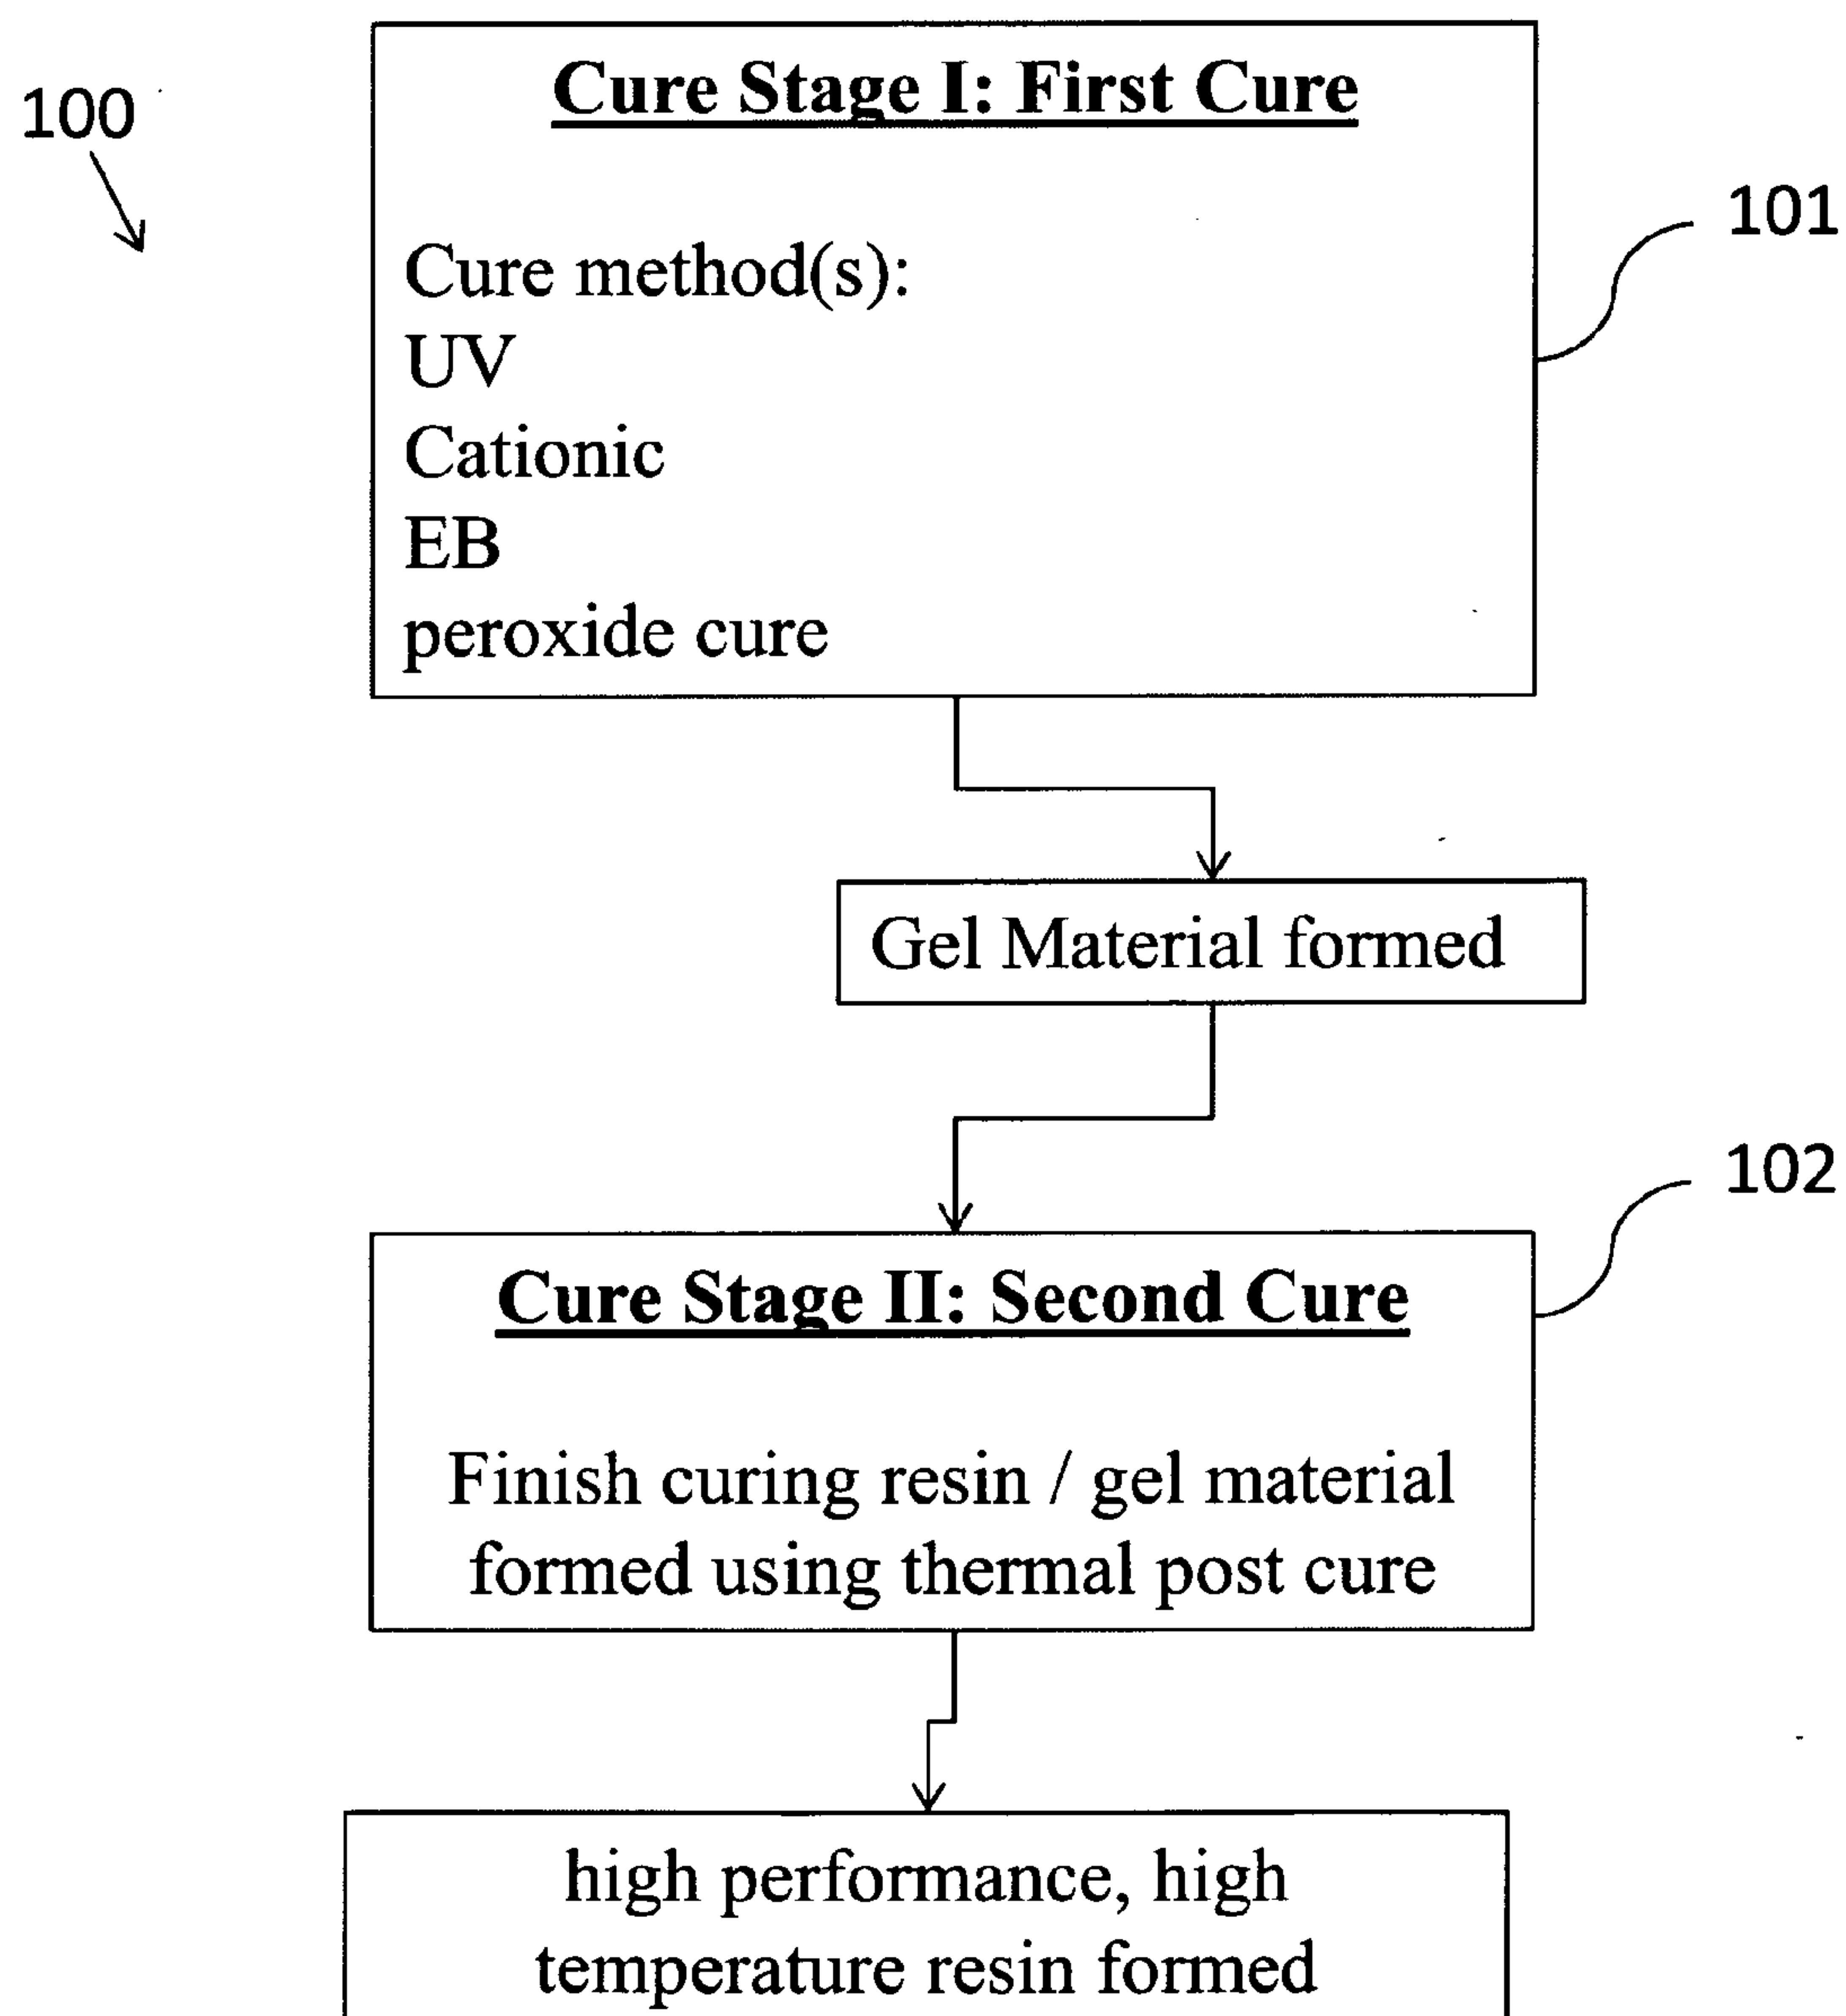 100
Cure Stage I: First Cure
101
Cure method(s):
UV
Cationic
EB
peroxide cure
Gel Material formed
102
Cure Stage II: Second Cure
Finish curing resin / gel material
formed using thermal post cure
high performance, high
temperature resin formed